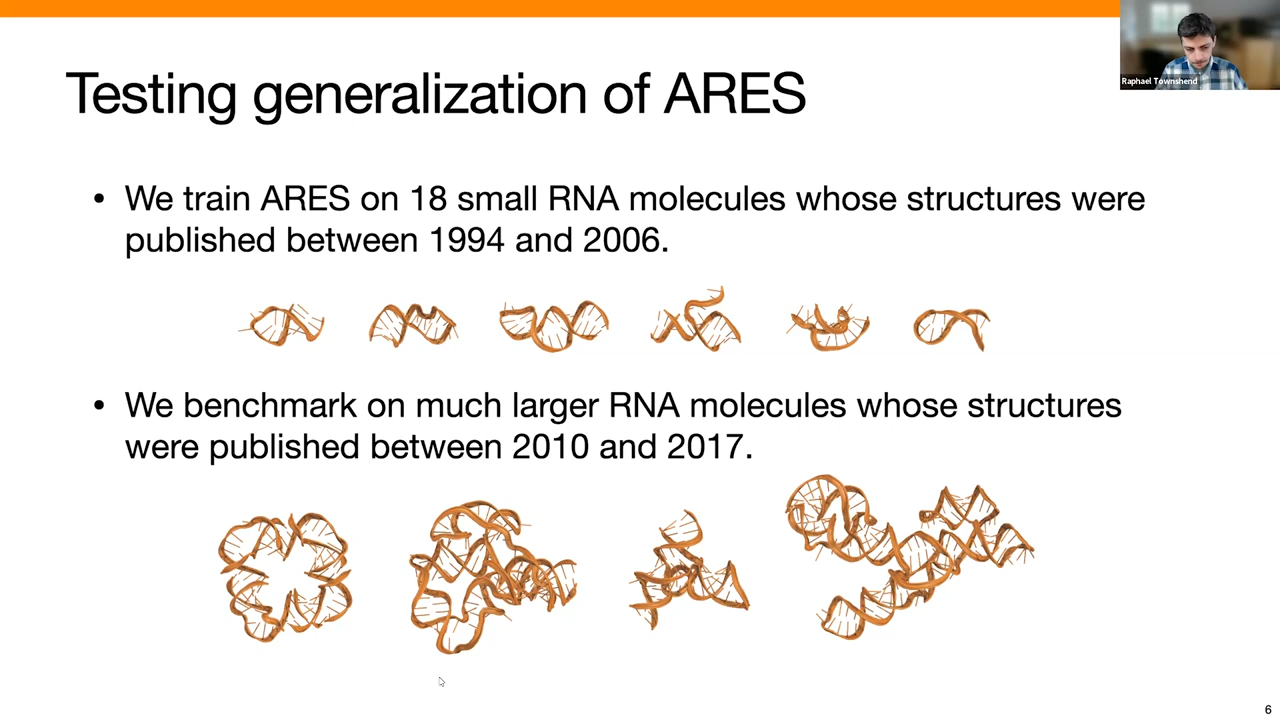 Raphael Townshend
Testing generalization of ARES
• We train ARES on 18 small RNA molecules whose structures were
published between 1994 and 2006.
• We benchmark on much larger RNA molecules whose structures
were published between 2010 and 2017.
6